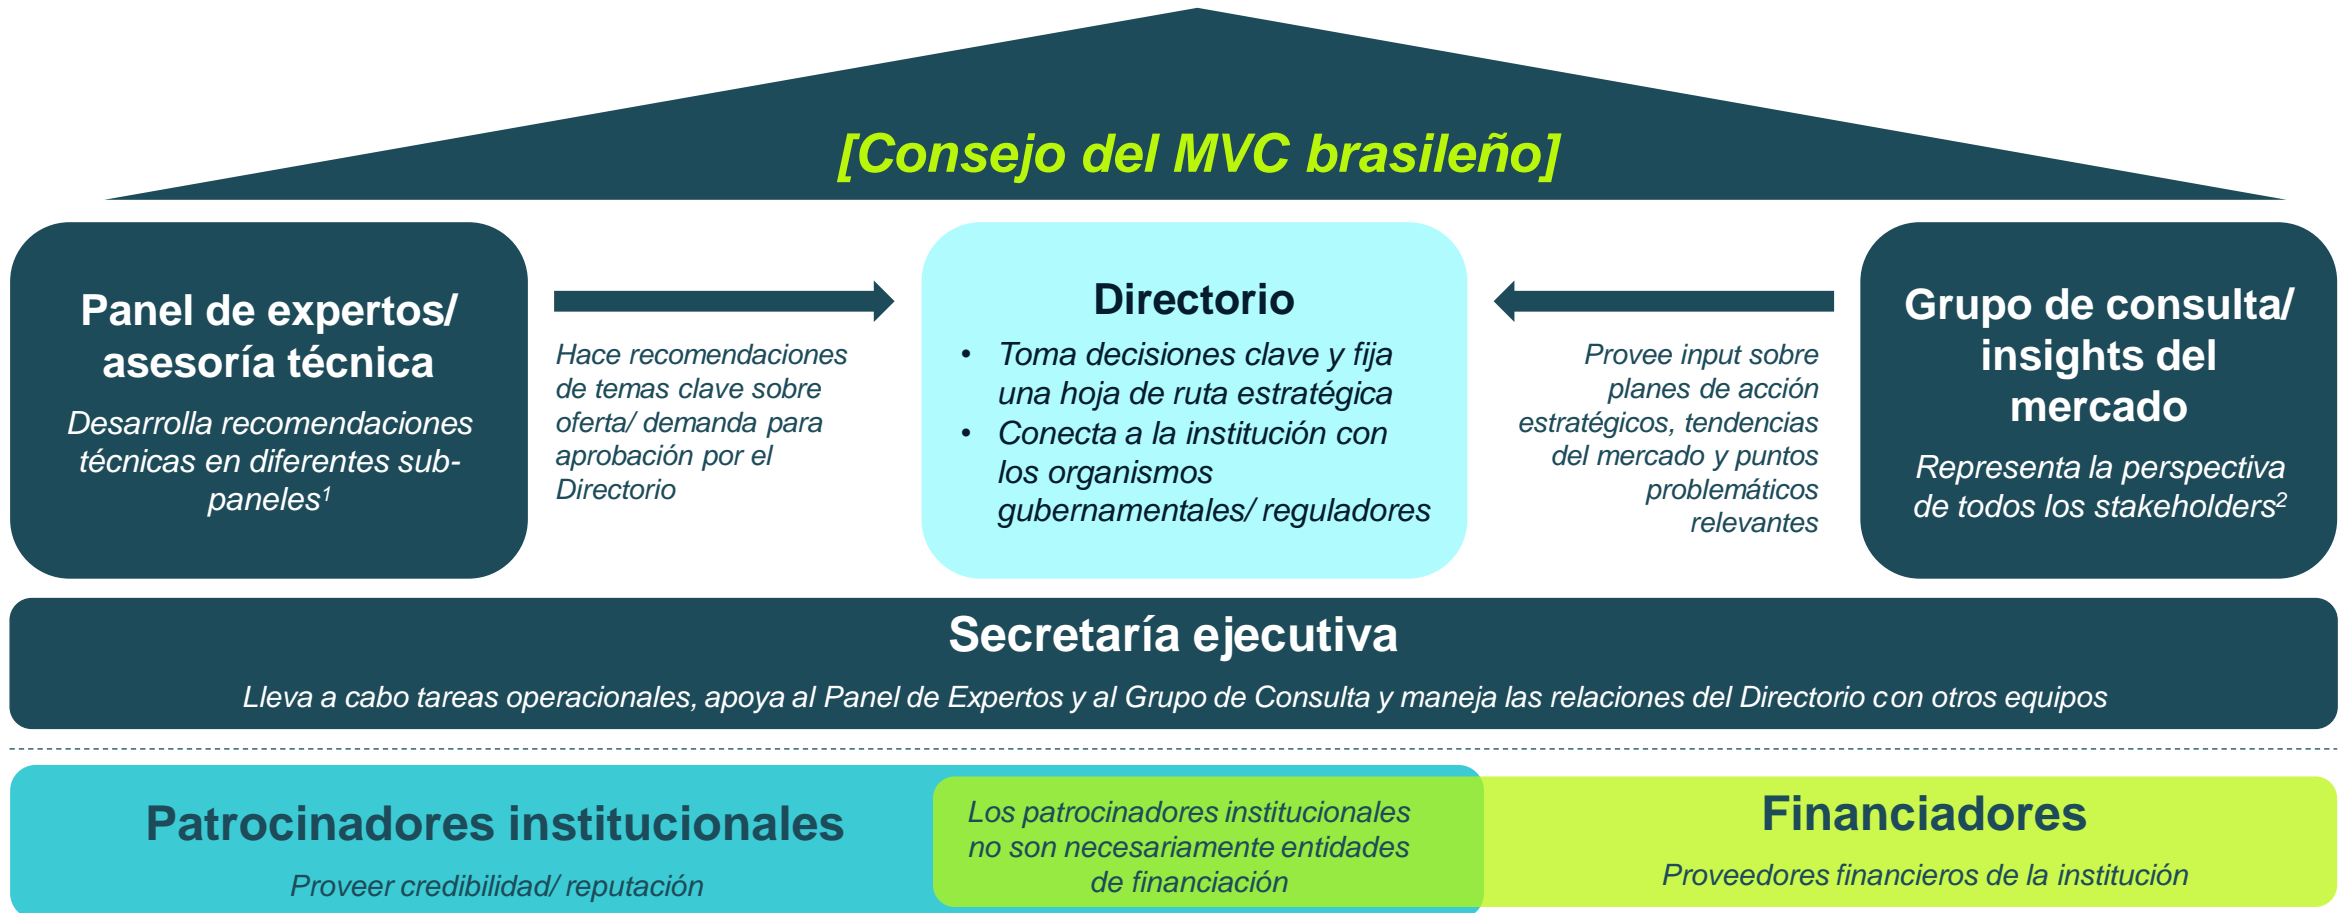 [Consejo del MVC brasileño]
Panel de expertos/
asesoría técnica
Desarrolla recomendaciones
técnicas en diferentes sub-
paneles1
Hace recomendaciones
de temas clave sobre
oferta/ demanda para
aprobación por el
Directorio
Directorio
• Toma decisiones clave y fija
una hoja de ruta estratégica
• Conecta a la institución con
los organismos
gubernamentales/ reguladores
Provee input sobre
planes de acción
estratégicos, tendencias
del mercado y puntos
problemáticos
relevantes
Grupo de consulta/
insights del
mercado
Representa la perspectiva
de todos los stakeholders2
Secretaría ejecutiva
Lleva a cabo tareas operacionales, apoya al Panel de Expertos y al Grupo de Consulta y maneja las relaciones del Directorio con otros equipos
Patrocinadores institucionales
Proveer credibilidad/ reputación
Los patrocinadores institucionales
no son necesariamente entidades
de financiación
Financiadores
Proveedores financieros de la institución